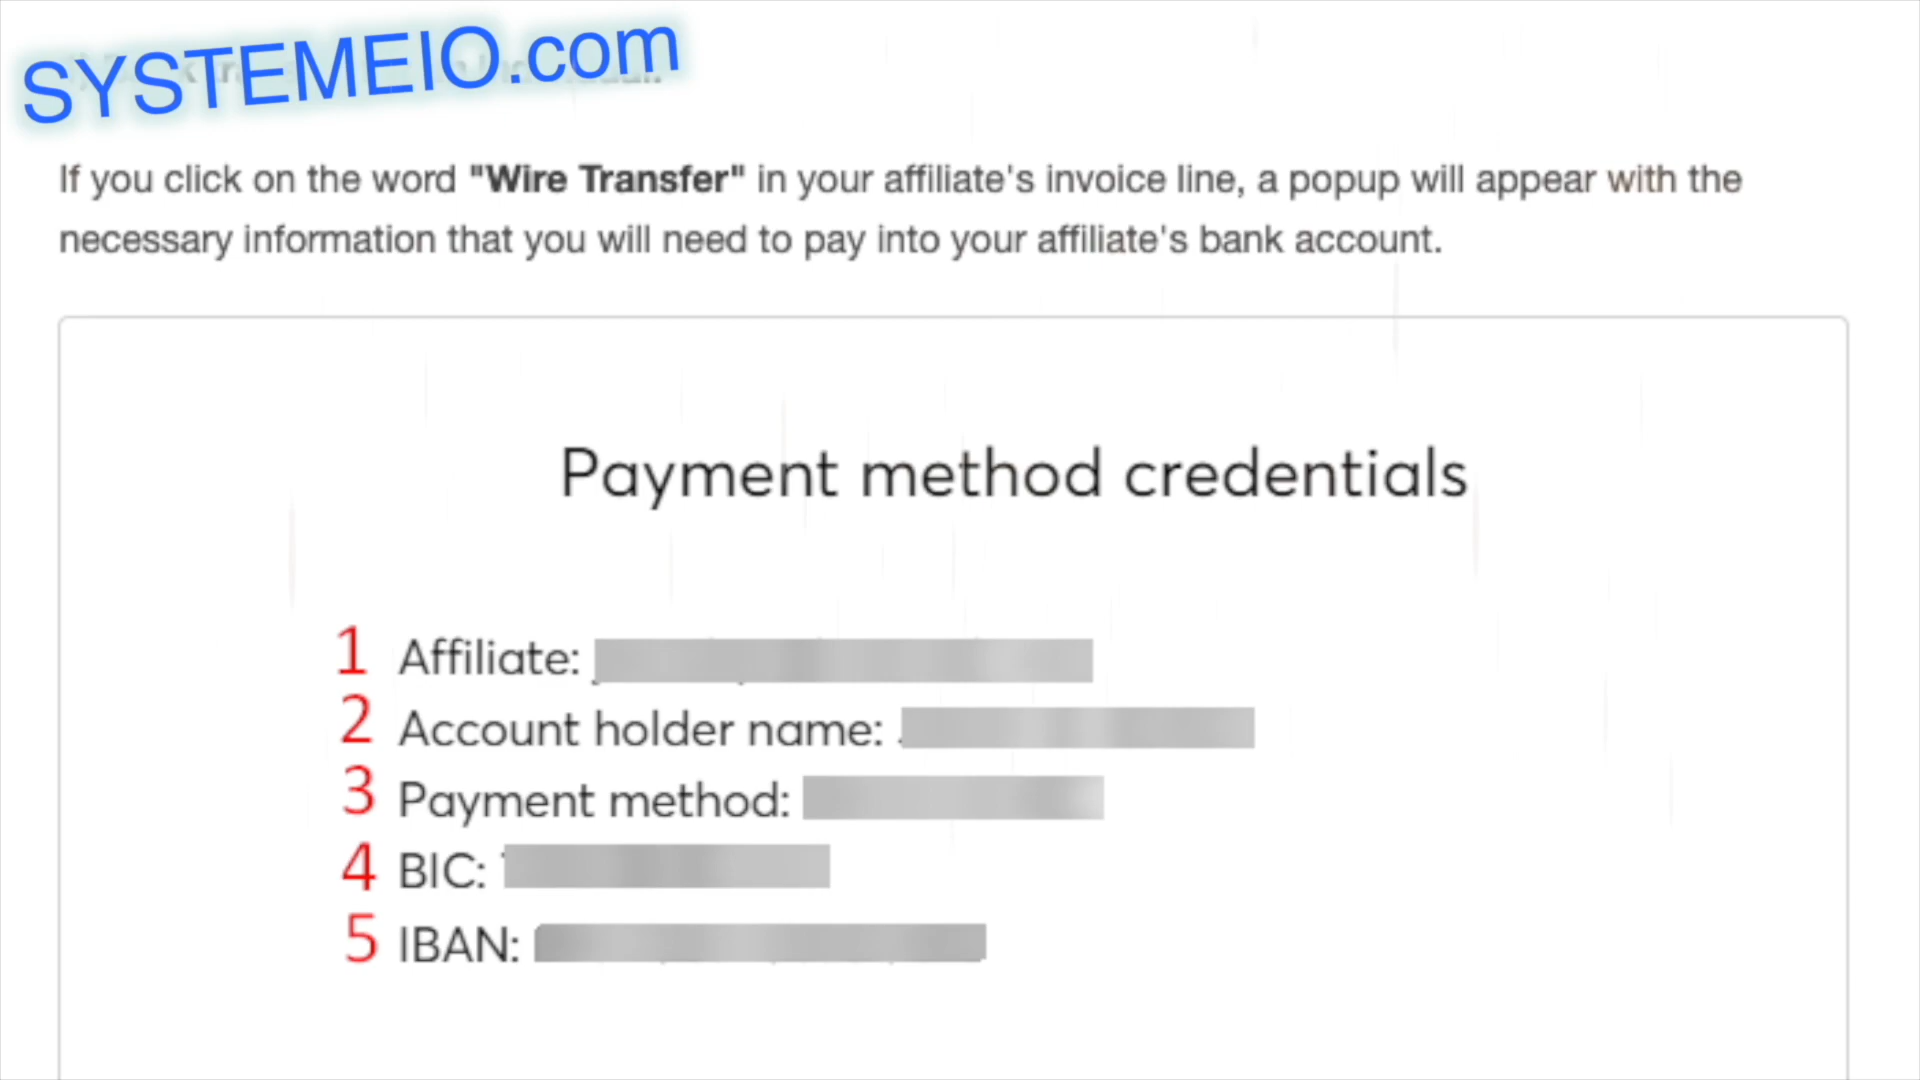 SYSTEMEIO.com
If you click on the word "Wire Transfer" in your affiliate's invoice line, a popup will appear with the
necessary information that you will need to pay into your affiliate's bank account.
Payment method credentials
1 Affiliate:
2 Account holder name:
3 Payment method:
4 BIC:
5 IBAN: